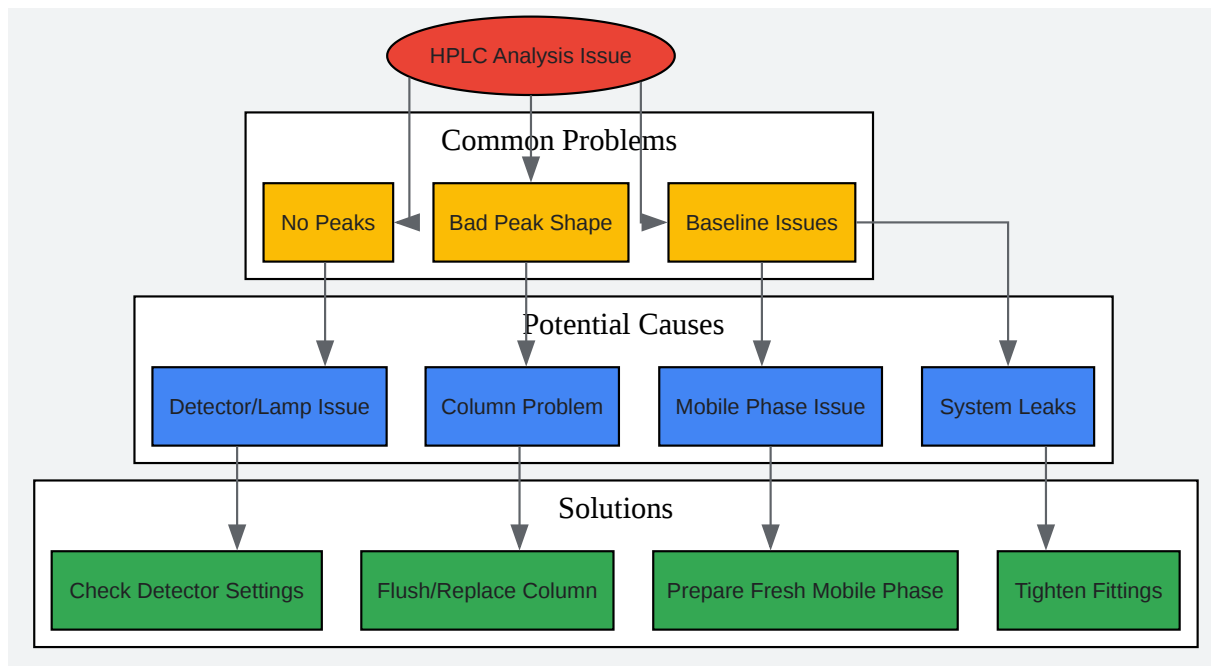 HPLC Analysis Issue
Common Problems
No Peaks
Bad Peak Shape
Baseline Issues
Potential Causes
Detector/Lamp Issue
Column Problem
Mobile Phase Issue
System Leaks
Solutions
Check Detector Settings
Flush/Replace Column
Prepare Fresh Mobile Phase
Tighten Fittings